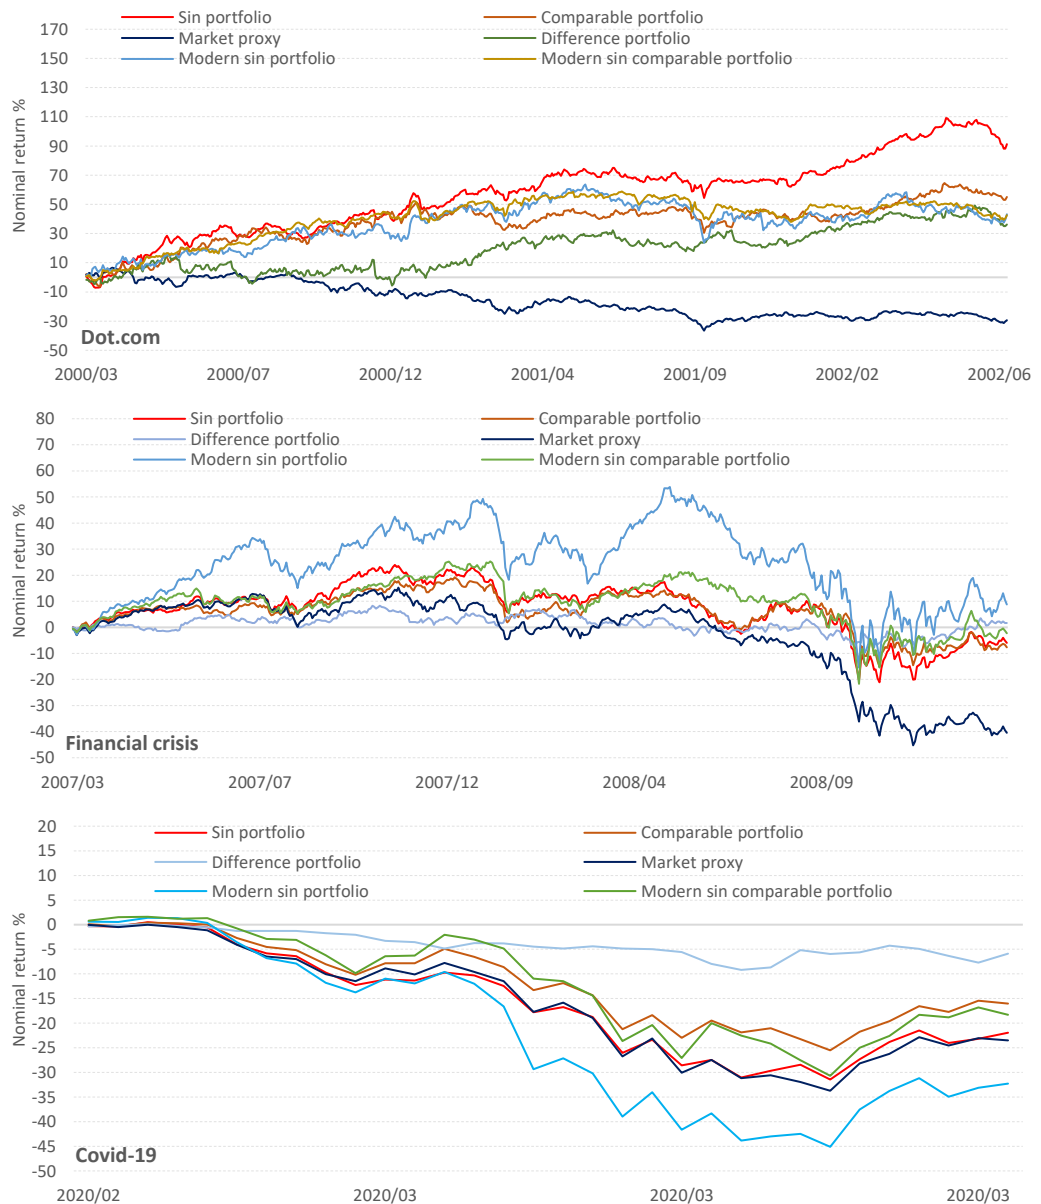 Sin portfolio Comparable portfolio
170
Market proxy Difference portfolio
150
Modern sin portfolio Modern sin comparable portfolio
130
110
90
70
50
30
10
-10
-30
-50
Nominal return %
Dot.com
2000/03 2000/07 2000/12 2001/04 2001/09 2002/02 2002/06
80 Sin portfolio Comparable portfolio
70 Difference portfolio Market proxy
60 Modern sin portfolio Modern sin comparable portfolio
50
40
30
20
10
0
-10
-20
-30
-40
-50
Nominal return %
Financial crisis
2007/03 2007/07 2007/12 2008/04 2008/09
20 Sin portfolio Comparable portfolio
15
Difference portfolio Market proxy
10
Modern sin portfolio Modern sin comparable portfolio
5
0
-5
-10
-15
-20
-25
-30
-35
-40
-45
-50
Nominal return %
Covid-19
2020/02 2020/03 2020/03 2020/03